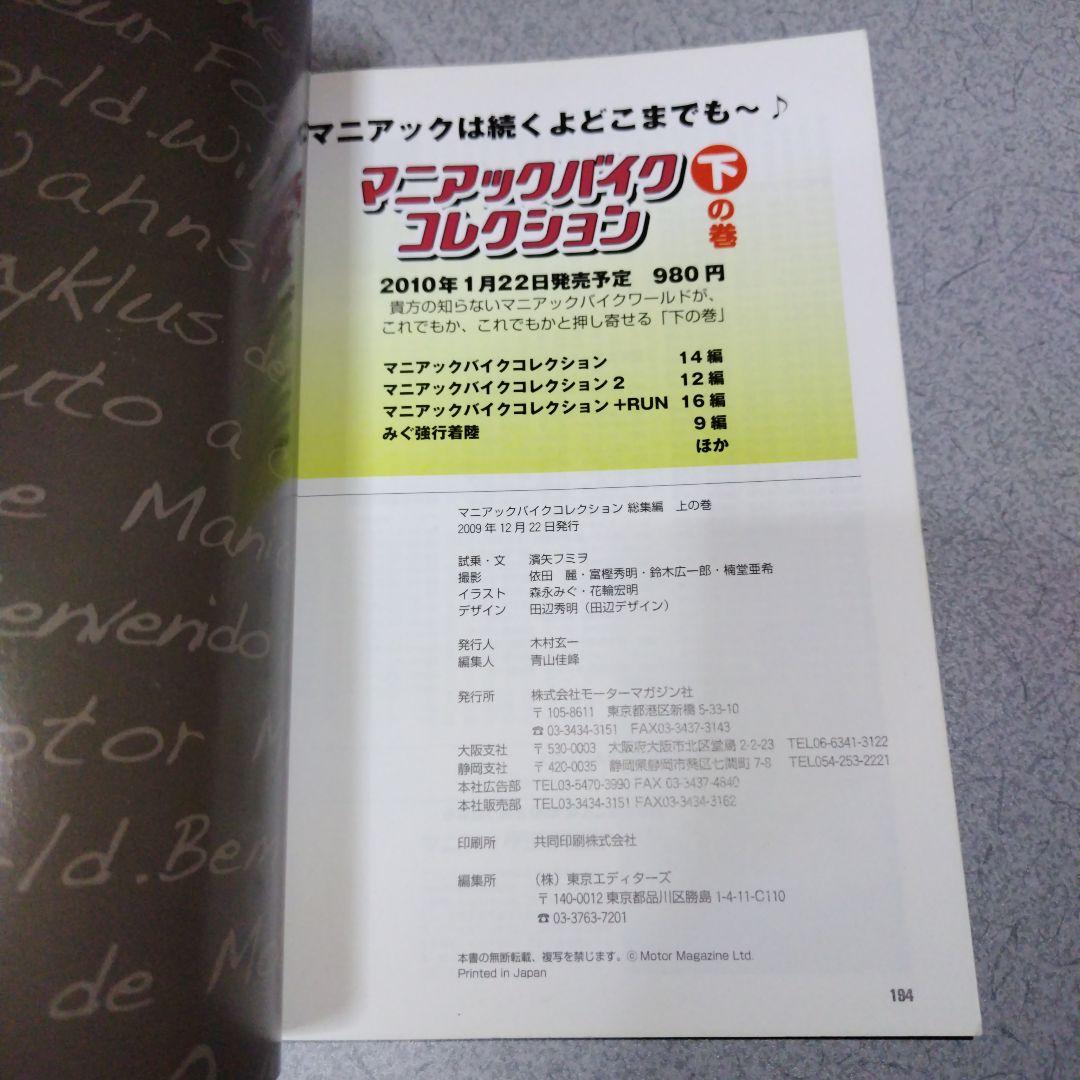 マニアックは続くよどこまでも～♪
マニアックバイク
コレクション
下の巻
2010年1月22日発売予定 980円
貴方の知らないマニアックバイクワールドが、
これでもか、これでもかと押し寄せる「下の巻」
マニアックバイクコレクション 14編
マニアックバイクコレクション2 12編
マニアックバイクコレクション+RUN 16編
みぐ強行着陸 9編
ほか
マニアックバイクコレクション 総集編 上の巻
2009年12月22日発行
試乗・文 濱矢フミヲ
撮影 依田 麗・富樫秀明・鈴木広一郎・楠堂亜希
イラスト 森永みぐ・花輪宏明
デザイン 田辺秀明（田辺デザイン）
発行人 木村玄一
編集人 青山佳峰
発行所 株式会社モーターマガジン社
〒105-8611 東京都港区新橋5-33-10
☎03-3434-3151 FAX03-3437-3143
大阪支社 〒530-0003 大阪府大阪市北区堂島2-2-23 TEL06-6341-3122
静岡支社 〒420-0035 静岡県静岡市葵区七間町7-8 TEL054-253-2221
本社広告部 TEL03-5470-3990 FAX 03-3437-4840
本社販売部 TEL03-3434-3151 FAX03-3434-3162
印刷所 共同印刷株式会社
編集所 （株）東京エディターズ
〒140-0012 東京都品川区勝島1-4-11-C110
☎03-3763-7201
本書の無断転載、複写を禁じます。©Motor Magazine Ltd.
Printed in Japan
194